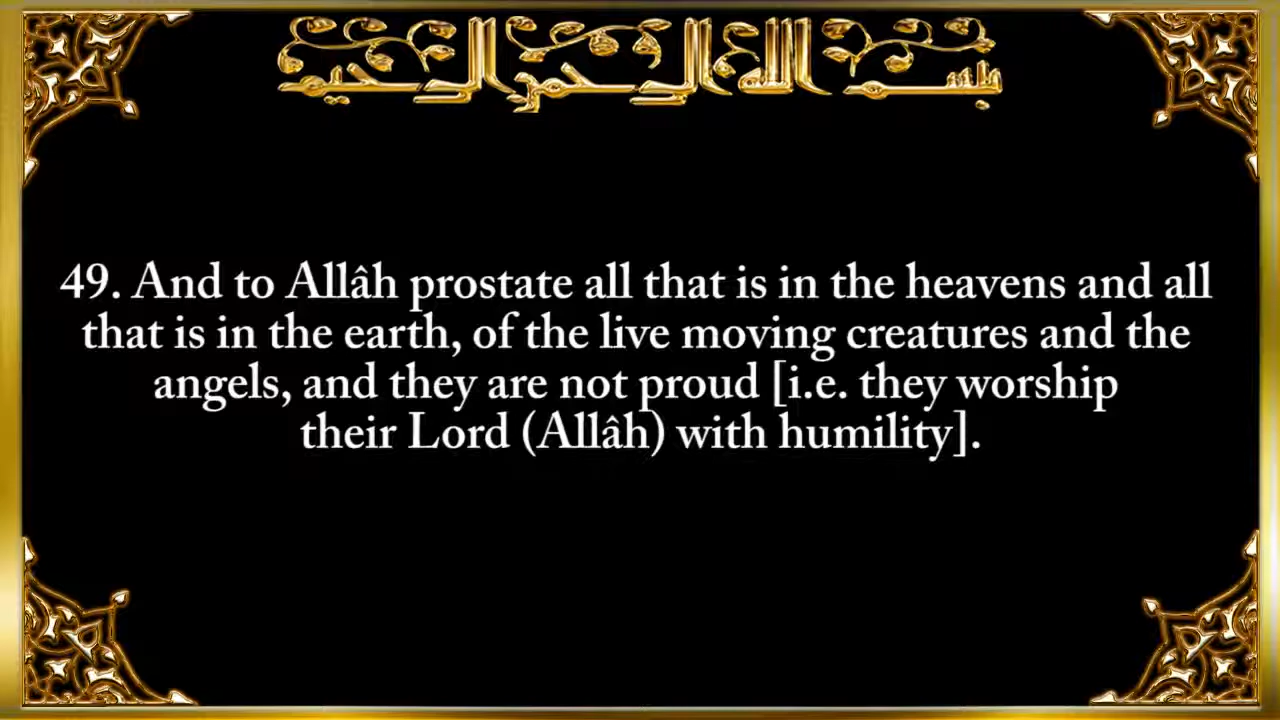 بسم الله الرحمن الرحيم
49. And to Allâh prostate all that is in the heavens and all
that is in the earth, of the live moving creatures and the
angels, and they are not proud [i.e. they worship
their Lord (Allâh) with humility].